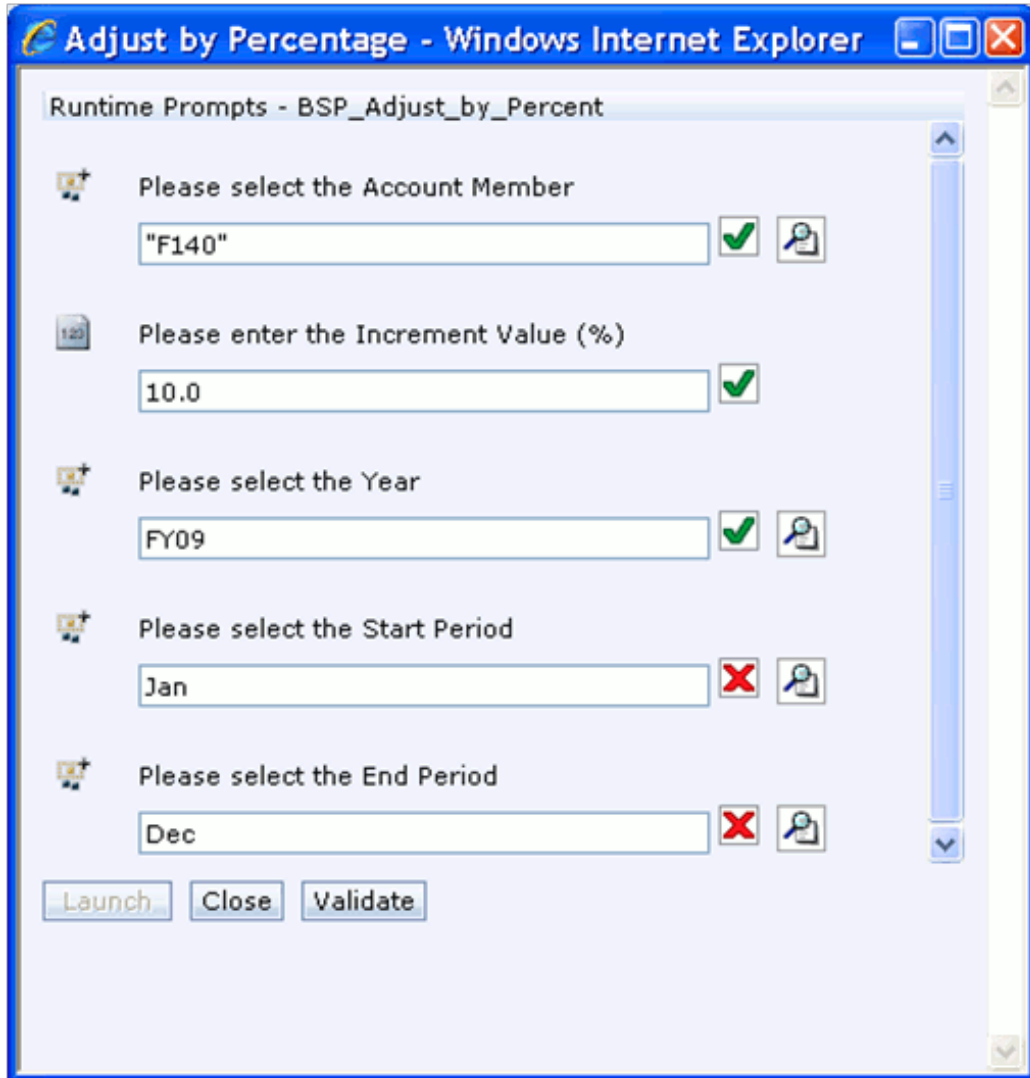 Adjust by Percentage - Windows Internet Explorer
Runtime Prompts - BSP_Adjust_by_Percent
Please select the Account Member
"F140"
123
Please enter the Increment Value (%)
10.0
Please select the Year
FY09
Please select the Start Period
Jan
Please select the End Period
Dec
Launch Close Validate